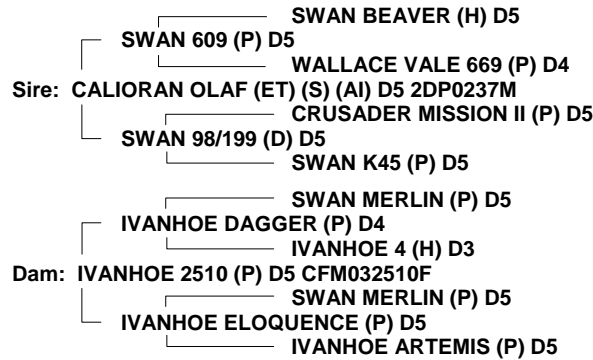 SWAN BEAVER (H) D5
SWAN 609 (P) D5
WALLACE VALE 669 (P) D4
Sire: CALIORAN OLAF (ET) (S) (AI) D5 2DP0237M
CRUSADER MISSION II (P) D5
SWAN 98/199 (D) D5
SWAN K45 (P) D5
SWAN MERLIN (P) D5
IVANHOE DAGGER (P) D4
IVANHOE 4 (H) D3
Dam: IVANHOE 2510 (P) D5 CFM032510F
SWAN MERLIN (P) D5
IVANHOE ELOQUENCE (P) D5
IVANHOE ARTEMIS (P) D5